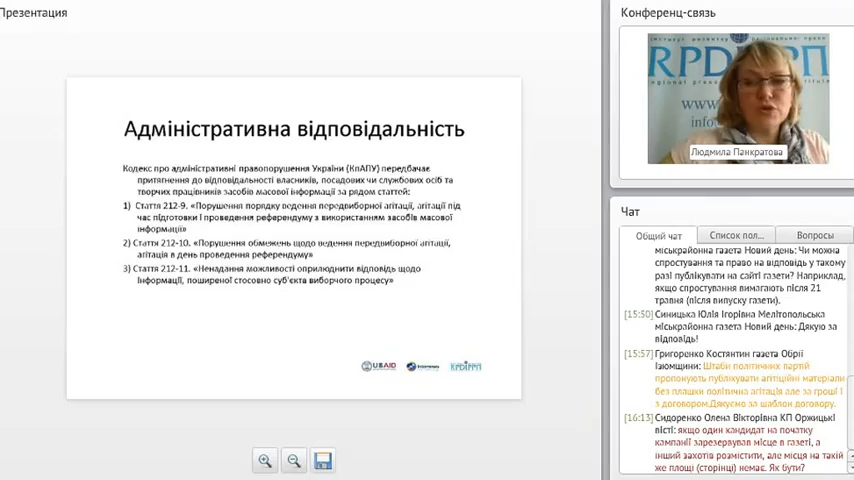 Презентация
Адміністративна відповідальність
Кодекс про адміністративні правопорушення України (КпАПУ) передбачає
притягнення до відповідальності власників, посадових чи службових осіб та
творчих працівників засобів масової інформації за рядом статтей:
1) Стаття 212-9. «Порушення порядку ведення передвиборної агітації, агітації під
час підготовки і проведення референдуму з використанням засобів масової
інформації»
2) Стаття 212-10. «Порушення обмежень щодо ведення передвиборної агітації,
агітація в день проведення референдуму»
3) Стаття 212-11. «Ненадання можливості оприлюднити відповідь щодо
інформації, поширеної стосовно суб'єкта виборчого процесу»
USAID
Конференц-связь
Людмила Панкратова
Чат
Общий чат
Список пол...
Вопросы
міськрайонна газета Новий день: Чи можна
спростування та право на відповідь у такому
разі публікувати на сайті газети? Наприклад,
якщо спростування вимагають після 21
травня (після випуску газети).
[15:50] Синицька Юлія Ігорівна Мелітопольська
міськрайонна газета Новий день: Дякую за
відповідь!
[15:57] Григоренко Костянтин газета Обрії
Ізюмщини: Штаби політичних партій
пропонують публікувати агітаційні матеріали
без плашки політична агітація але за гроші і
з договором.Дякуємо за шаблон договору.
[16:13] Сидоренко Олена Вікторівна КП Оржицькі
вісті: якщо один кандидат на початку
кампанії зарезервував місце в газеті, а
інший захотів розмістити, але місця на такій
же площі (сторінці) немає. Як бути?